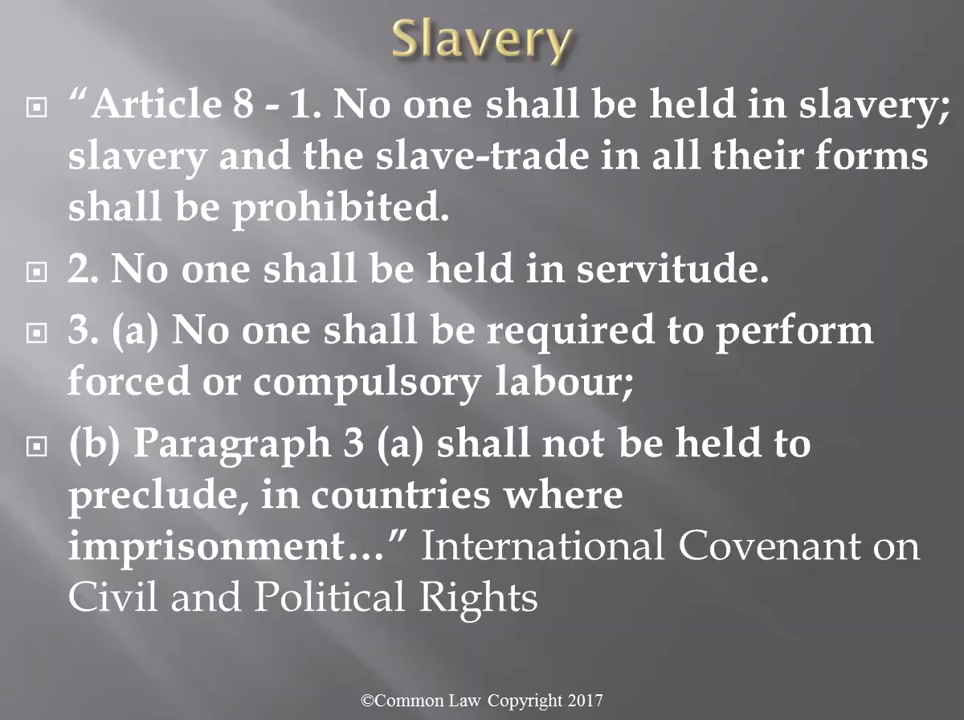 Slavery
“Article 8 - 1. No one shall be held in slavery;
slavery and the slave-trade in all their forms
shall be prohibited.
2. No one shall be held in servitude.
3. (a) No one shall be required to perform
forced or compulsory labour;
(b) Paragraph 3 (a) shall not be held to
preclude, in countries where
imprisonment…” International Covenant on
Civil and Political Rights
©Common Law Copyright 2017